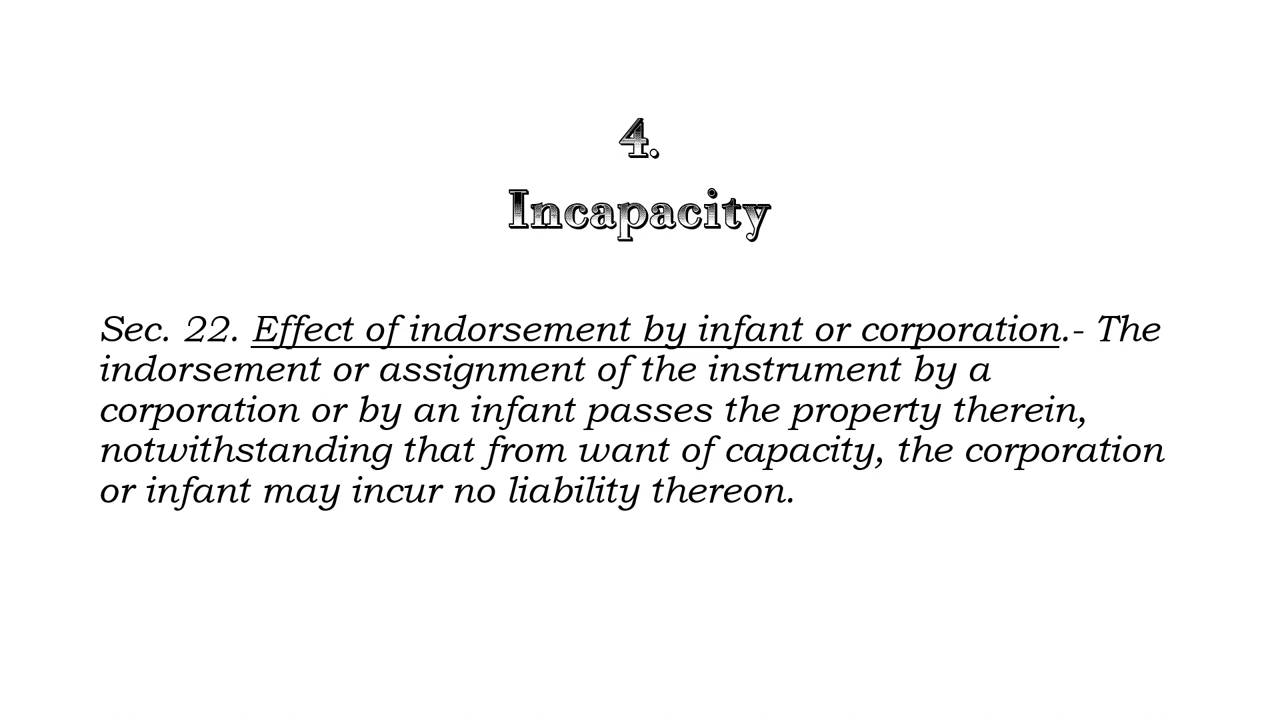 4.
Incapacity
Sec. 22. Effect of indorsement by infant or corporation.- The
indorsement or assignment of the instrument by a
corporation or by an infant passes the property therein,
notwithstanding that from want of capacity, the corporation
or infant may incur no liability thereon.